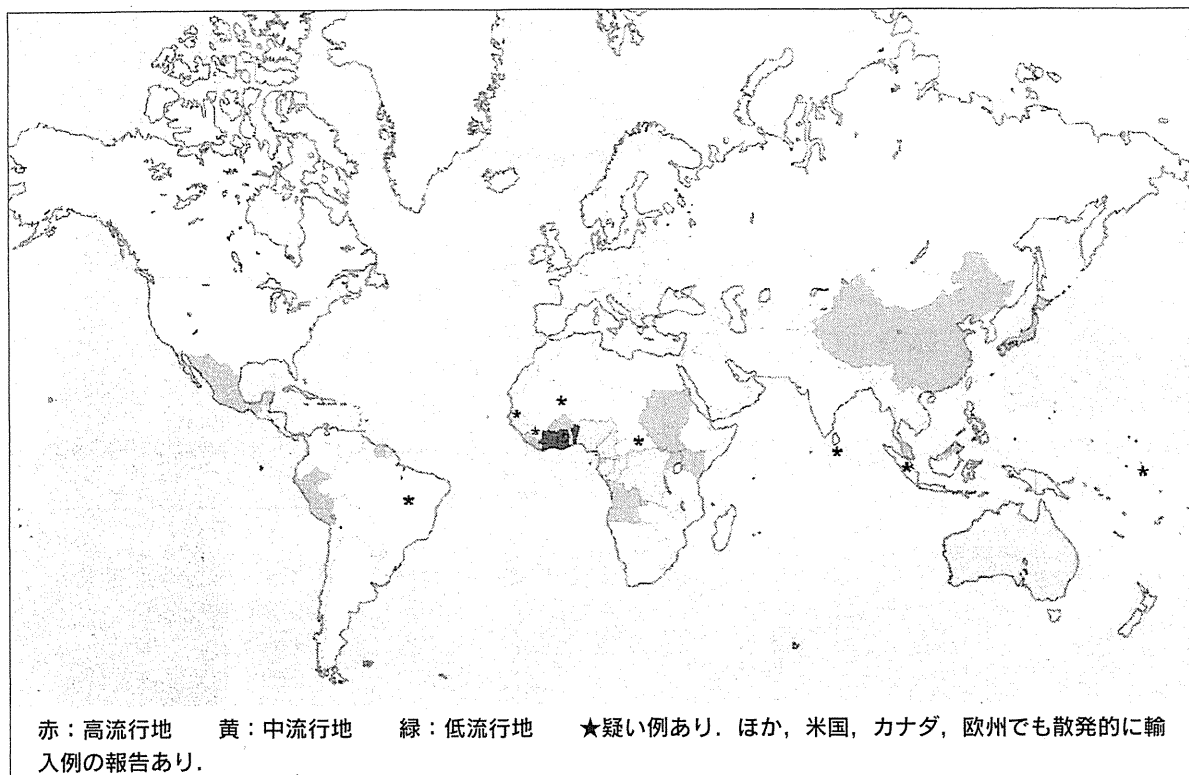 赤：高流行地　　黄：中流行地　　緑：低流行地　　★疑い例あり．ほか，米国，カナダ，欧州でも散発的に輸
入例の報告あり．